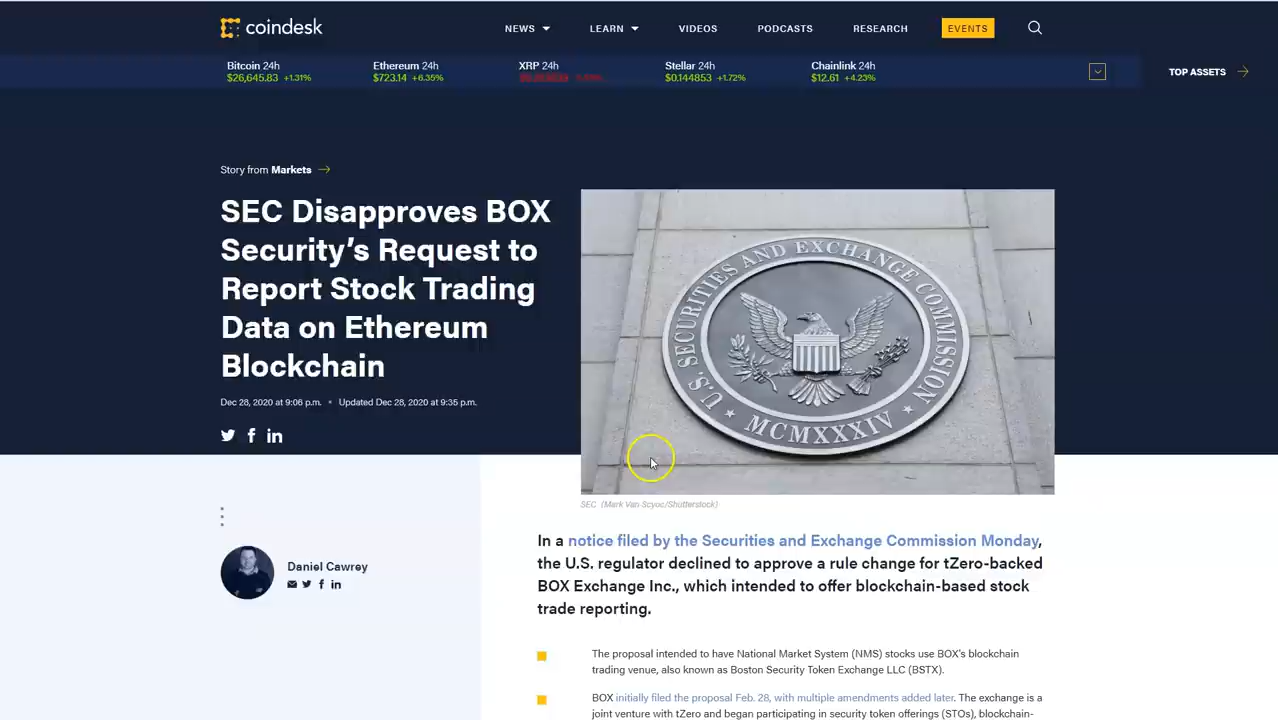 coindesk
NEWS LEARN VIDEOS PODCASTS RESEARCH EVENTS
Bitcoin 24h Ethereum 24h XRP 24h Stellar 24h Chainlink 24h
$26,645.83 +1.31% $723.14 +6.35% $0.144853 +1.72% $12.61 +4.23%
TOP ASSETS
Story from Markets
SEC Disapproves BOX
Security's Request to
Report Stock Trading
Data on Ethereum
Blockchain
Dec 28, 2020 at 9:06 p.m. • Updated Dec 28, 2020 at 9:35 p.m.
U.S. SECURITIES AND EXCHANGE COMMISSION
MCMXXXIV
SEC (Mark Van Scyoc/Shutterstock)
In a notice filed by the Securities and Exchange Commission Monday,
the U.S. regulator declined to approve a rule change for tZero-backed
BOX Exchange Inc., which intended to offer blockchain-based stock
trade reporting.
Daniel Cawrey
The proposal intended to have National Market System (NMS) stocks use BOX's blockchain
trading venue, also known as Boston Security Token Exchange LLC (BSTX).
BOX initially filed the proposal Feb. 28, with multiple amendments added later. The exchange is a
joint venture with tZero and began participating in security token offerings (STOs), blockchain-